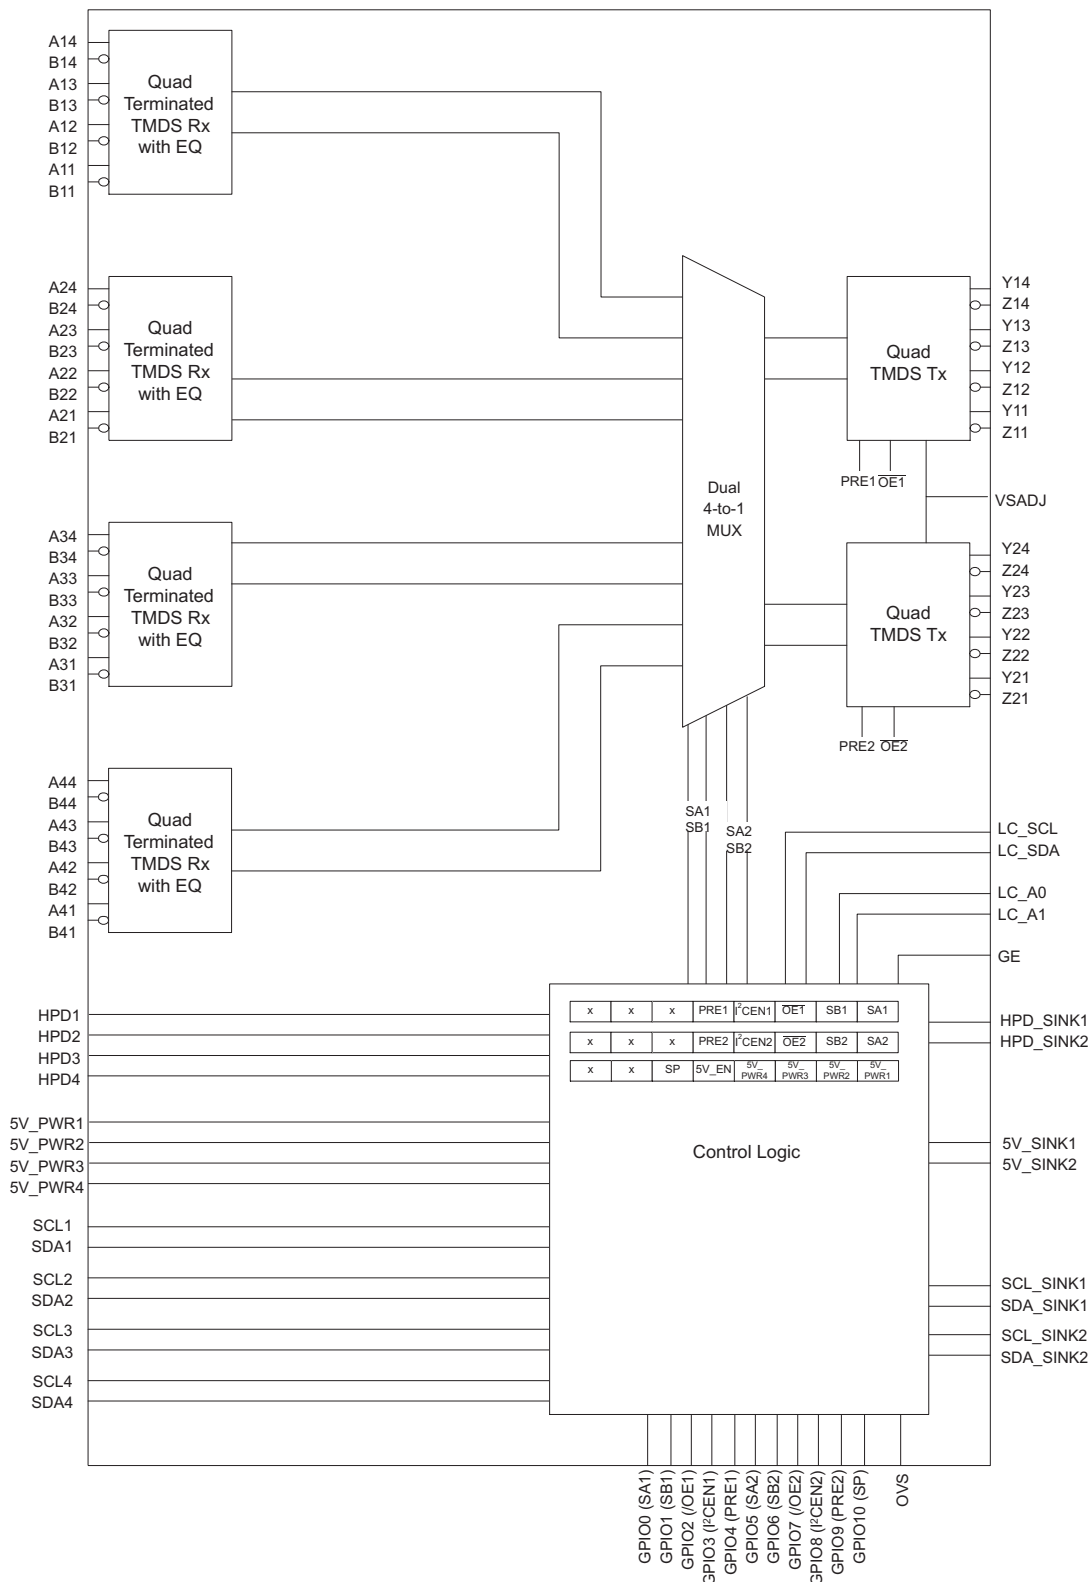 A14
B14
A13
B13
A12
B12
A11
B11
Quad
Terminated
TMDS Rx
with EQ
A24
B24
A23
B23
A22
B22
A21
B21
Quad
Terminated
TMDS Rx
with EQ
A34
B34
A33
B33
A32
B32
A31
B31
Quad
Terminated
TMDS Rx
with EQ
A44
B44
A43
B43
A42
B42
A41
B41
Quad
Terminated
TMDS Rx
with EQ
Dual
4-to-1
MUX
SA1
SB1
SA2
SB2
Quad
TMDS Tx
Y14
Z14
Y13
Z13
Y12
Z12
Y11
Z11
PRE1 OE1
VSADJ
Quad
TMDS Tx
Y24
Z24
Y23
Z23
Y22
Z22
Y21
Z21
PRE2 OE2
LC_SCL
LC_SDA
LC_A0
LC_A1
GE
HPD1
HPD2
HPD3
HPD4
5V_PWR1
5V_PWR2
5V_PWR3
5V_PWR4
SCL1
SDA1
SCL2
SDA2
SCL3
SDA3
SCL4
SDA4
x x x PRE1 I²CEN1 OE1 SB1 SA1
x x x PRE2 I²CEN2 OE2 SB2 SA2
x x SP 5V_EN 5V_PWR4 5V_PWR3 5V_PWR2 5V_PWR1
Control Logic
HPD_SINK1
HPD_SINK2
5V_SINK1
5V_SINK2
SCL_SINK1
SDA_SINK1
SCL_SINK2
SDA_SINK2
GPIO0 (SA1)
GPIO1 (SB1)
GPIO2 (/OE1)
GPIO3 (I²CEN1)
GPIO4 (PRE1)
GPIO5 (SA2)
GPIO6 (SB2)
GPIO7 (/OE2)
GPIO8 (I²CEN2)
GPIO9 (PRE2)
GPIO10 (SP)
OVS